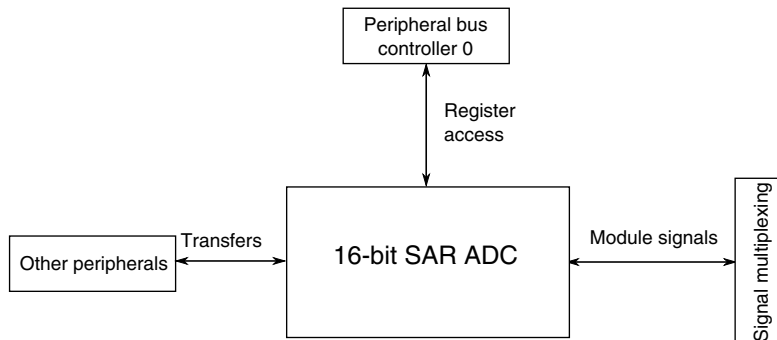 Peripheral bus
controller 0
Register
access
Transfers
Other peripherals
16-bit SAR ADC
Module signals
Signal multiplexing